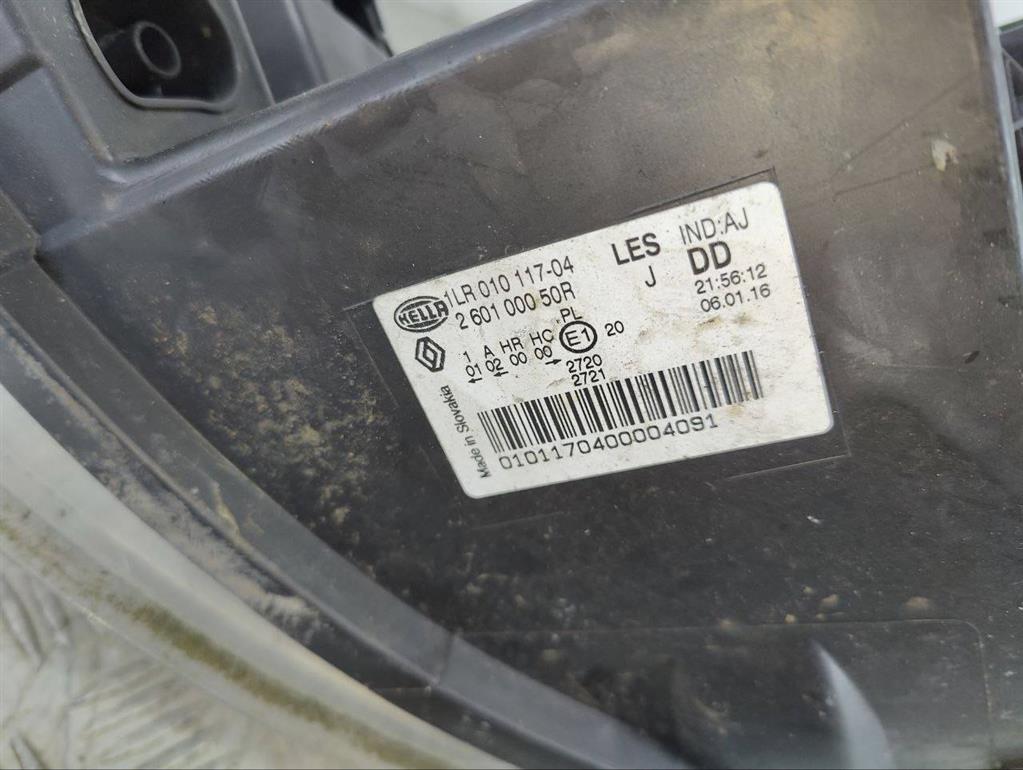 HELLA
1LR 010 117-04
2 601 000 50R
LES
J
IND:AJ
DD
21:56:12
06.01.16
1 A HR HC PL
01 02 00 00 E1 20
2720
2721
Made in Slovakia
0101170400004091